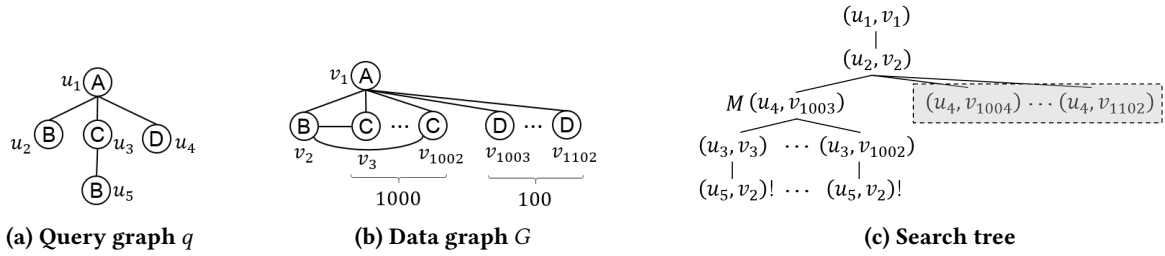 u₁ A
B C D
u₂ u₃ u₄
B u₅
(a) Query graph q
v₁ A
B C ... C D ... D
v₂ v₃ v₁₀₀₂ v₁₀₀₃ v₁₁₀₂
1000 100
(b) Data graph G
(u₁, v₁)
(u₂, v₂)
M (u₄, v₁₀₀₃) (u₄, v₁₀₀₄) ... (u₄, v₁₁₀₂)
(u₃, v₃) ... (u₃, v₁₀₀₂)
(u₅, v₂)! ... (u₅, v₂)!
(c) Search tree